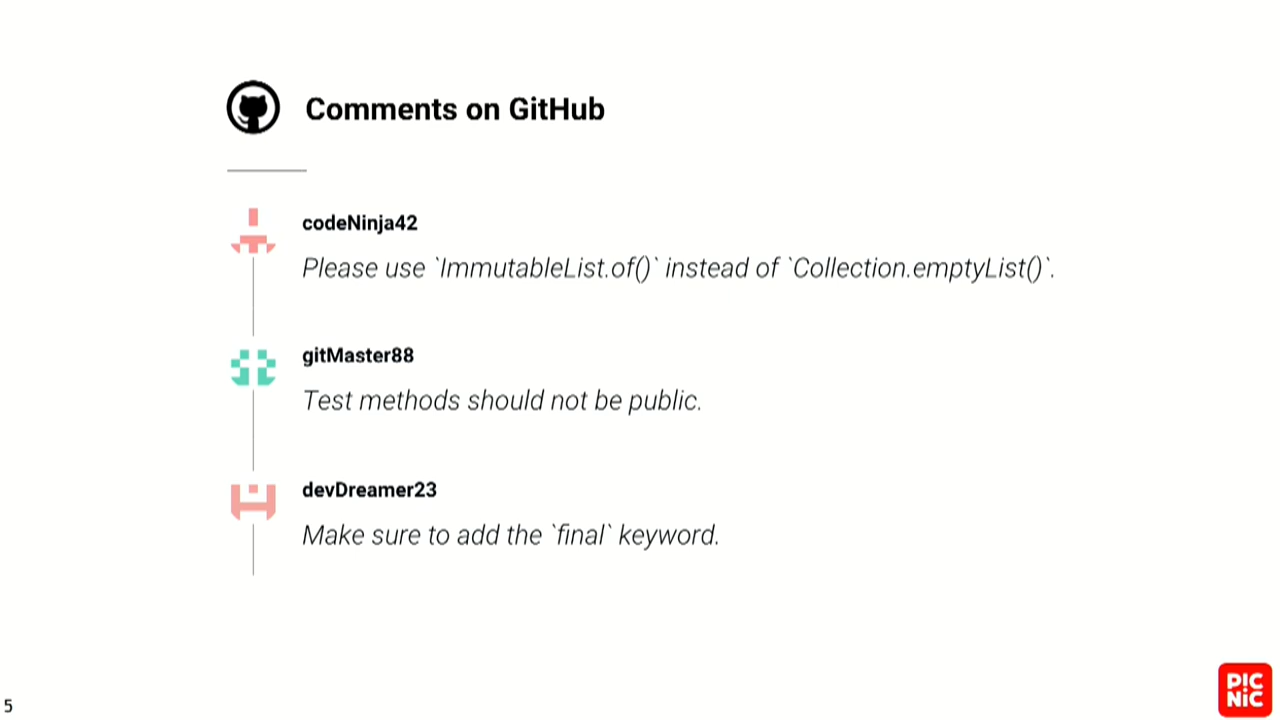 Comments on GitHub
codeNinja42
Please use `ImmutableList.of()` instead of `Collection.emptyList()`.
gitMaster88
Test methods should not be public.
devDreamer23
Make sure to add the `final` keyword.
5
PIC
NiC